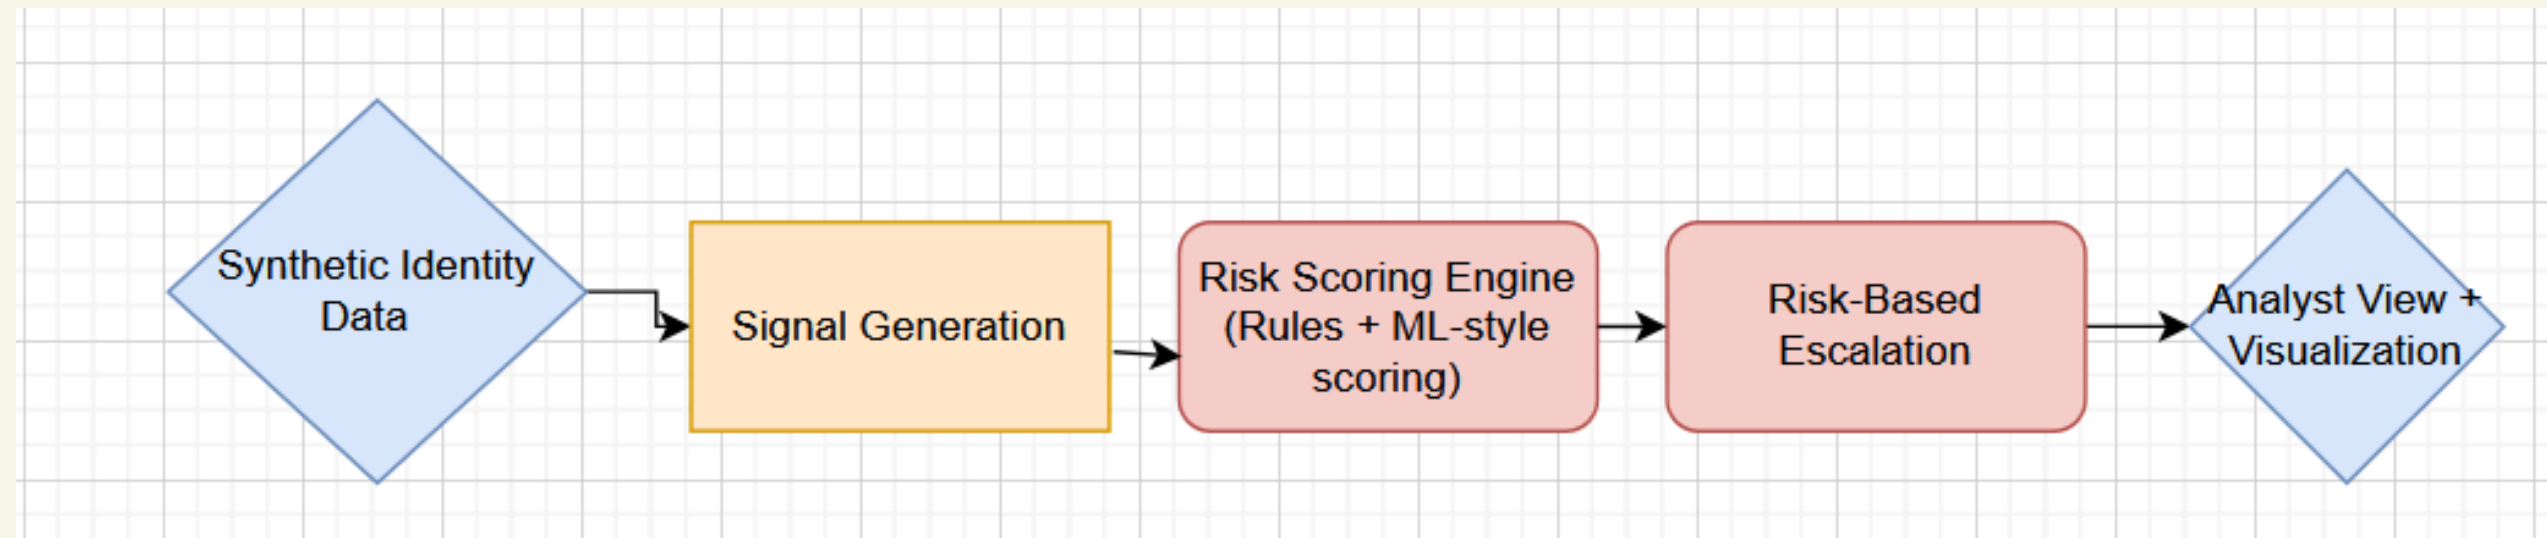 Synthetic Identity
Data
Signal Generation
Risk Scoring Engine
(Rules + ML-style
scoring)
Risk-Based
Escalation
Analyst View +
Visualization